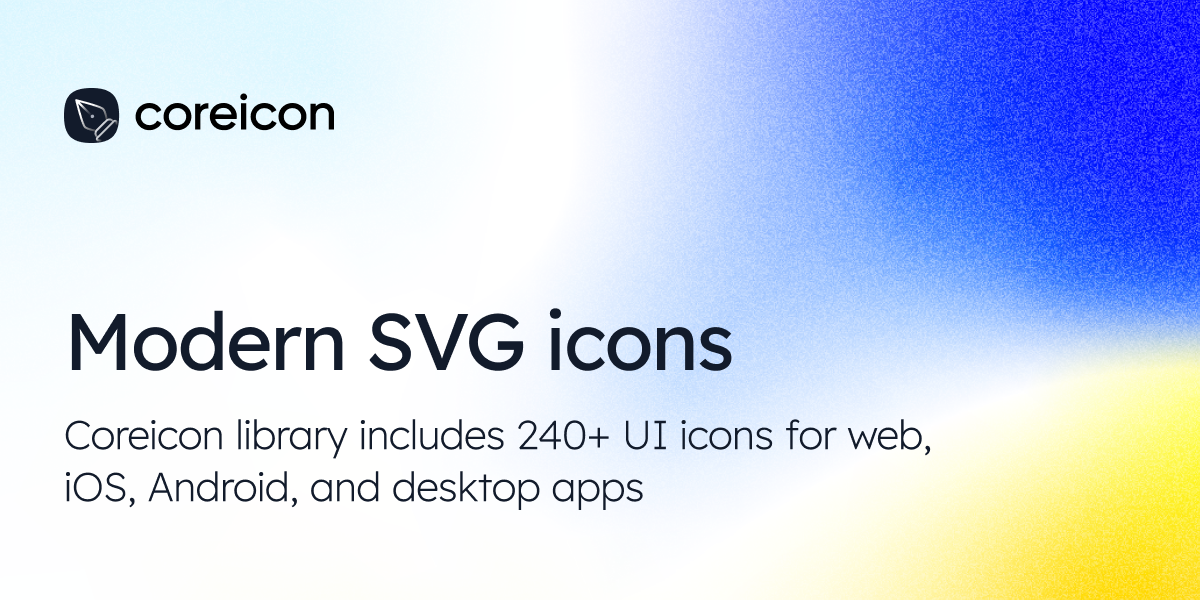 coreicon
Modern SVG icons
Coreicon library includes 240+ UI icons for web,
iOS, Android, and desktop apps